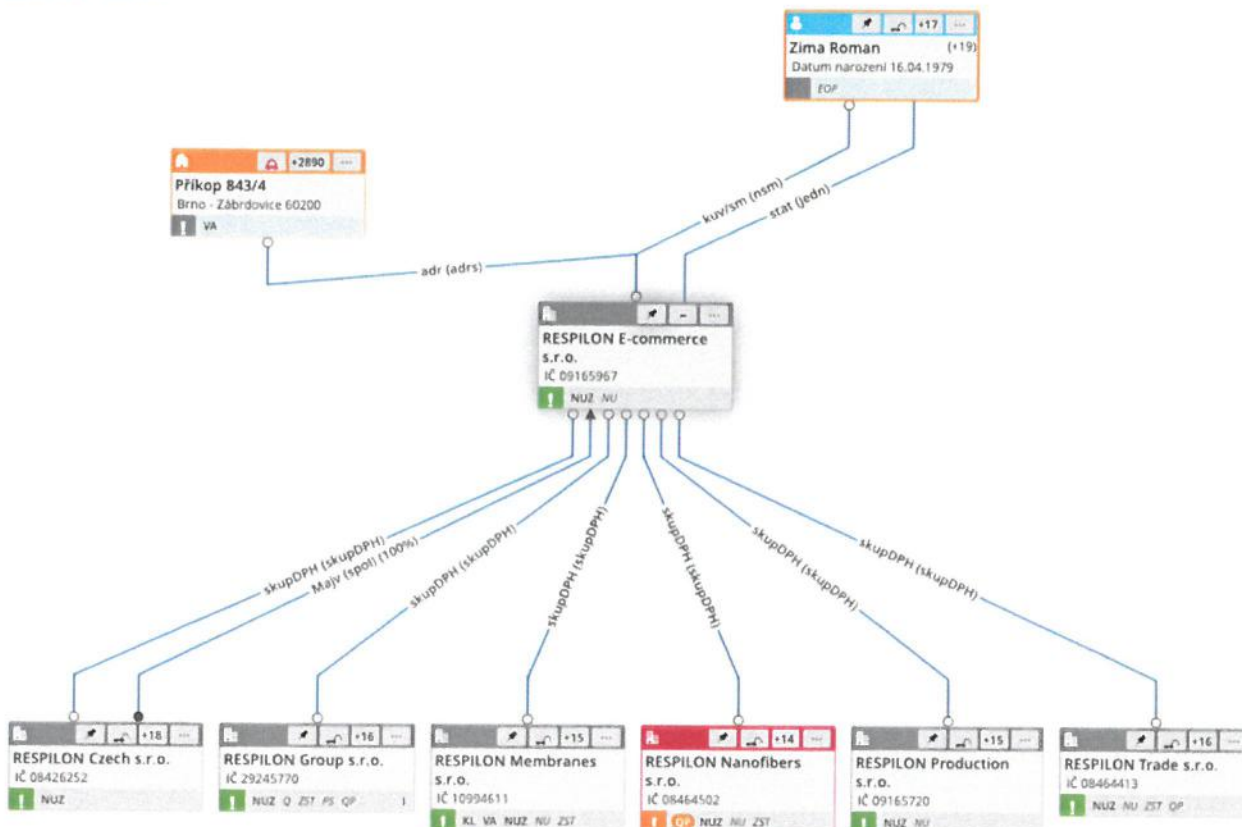 +17 ...
Zima Roman (+19)
Datum narození 16.04.1979
EOP
+2890 ...
Příkop 843/4
Brno - Zábrdovice 60200
! VA
kuv/sm (nsm)
stat (jedn)
adr (adrs)
- ...
RESPILON E-commerce
s.r.o.
IČ 09165967
! NUZ NU
skupDPH (skupDPH)
Majv (spol) (100%)
skupDPH (skupDPH)
skupDPH (skupDPH)
skupDPH (skupDPH)
skupDPH (skupDPH)
skupDPH (skupDPH)
+18 ...
RESPILON Czech s.r.o.
IČ 08426252
! NUZ
+16 ...
RESPILON Group s.r.o.
IČ 29245770
! NUZ Q ZST PS QP
+15 ...
RESPILON Membranes
s.r.o.
IČ 10994611
! KL VA NUZ NU ZST
+14 ...
RESPILON Nanofibers
s.r.o.
IČ 08464502
! OP NUZ NU ZST
+15 ...
RESPILON Production
s.r.o.
IČ 09165720
! NUZ NU
+16 ...
RESPILON Trade s.r.o.
IČ 08464413
! NUZ NU ZST QP